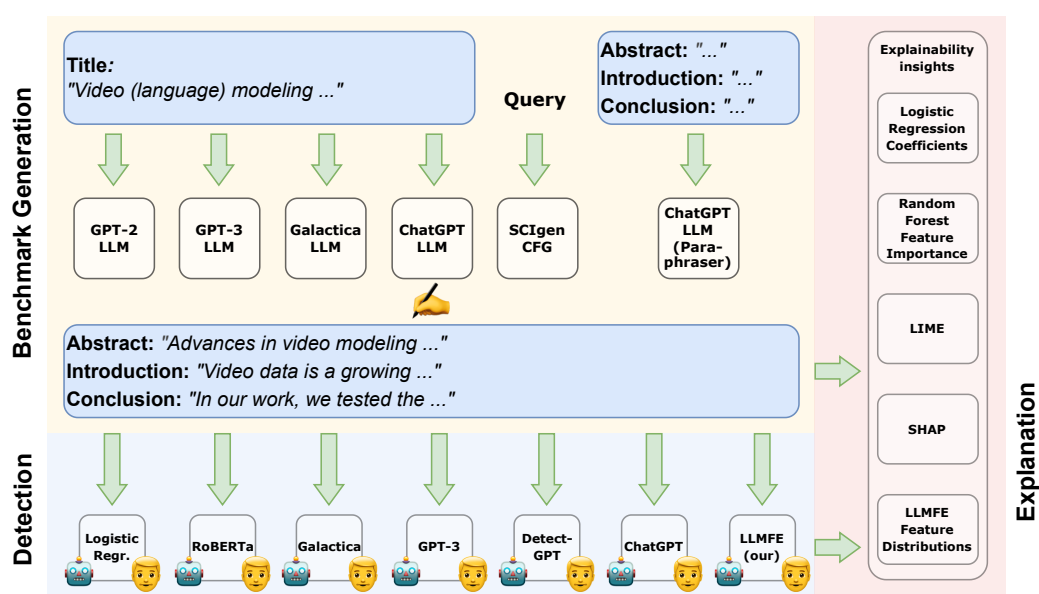 Benchmark Generation
Title:
"Video (language) modeling ..."
Query
Abstract: "..."
Introduction: "..."
Conclusion: "..."
GPT-2
LLM
GPT-3
LLM
Galactica
LLM
ChatGPT
LLM
SCIgen
CFG
ChatGPT
LLM
(Para-
phraser)
Abstract: "Advances in video modeling ..."
Introduction: "Video data is a growing ..."
Conclusion: "In our work, we tested the ..."
Detection
Logistic
Regr.
RoBERTa
Galactica
GPT-3
Detect-
GPT
ChatGPT
LLMFE
(our)
Explanation
Explainability
insights
Logistic
Regression
Coefficients
Random
Forest
Feature
Importance
LIME
SHAP
LLMFE
Feature
Distributions